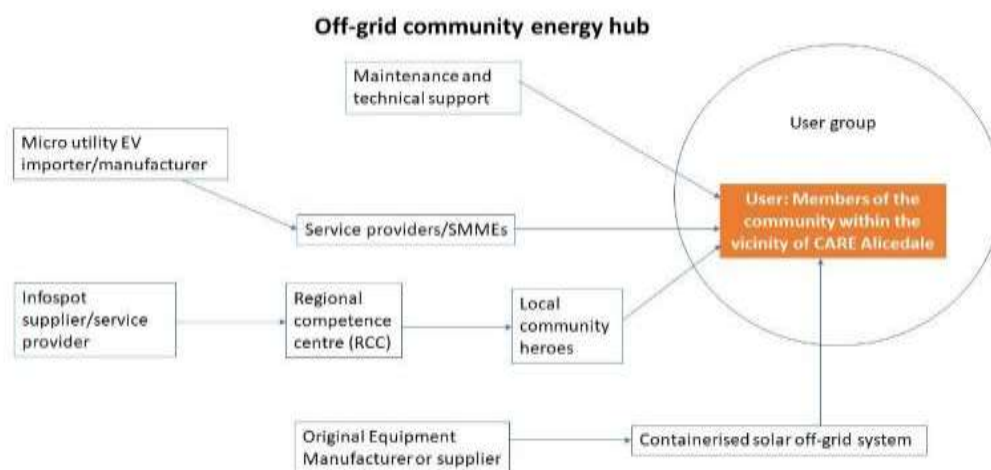 Off-grid community energy hub
Maintenance and
technical support
User group
Micro utility EV
importer/manufacturer
User: Members of the
community within the
vicinity of CARE Alicedale
Service providers/SMMEs
Infospot
supplier/service
provider
Regional
competence
centre (RCC)
Local
community
heroes
Original Equipment
Manufacturer or supplier
Containerised solar off-grid system